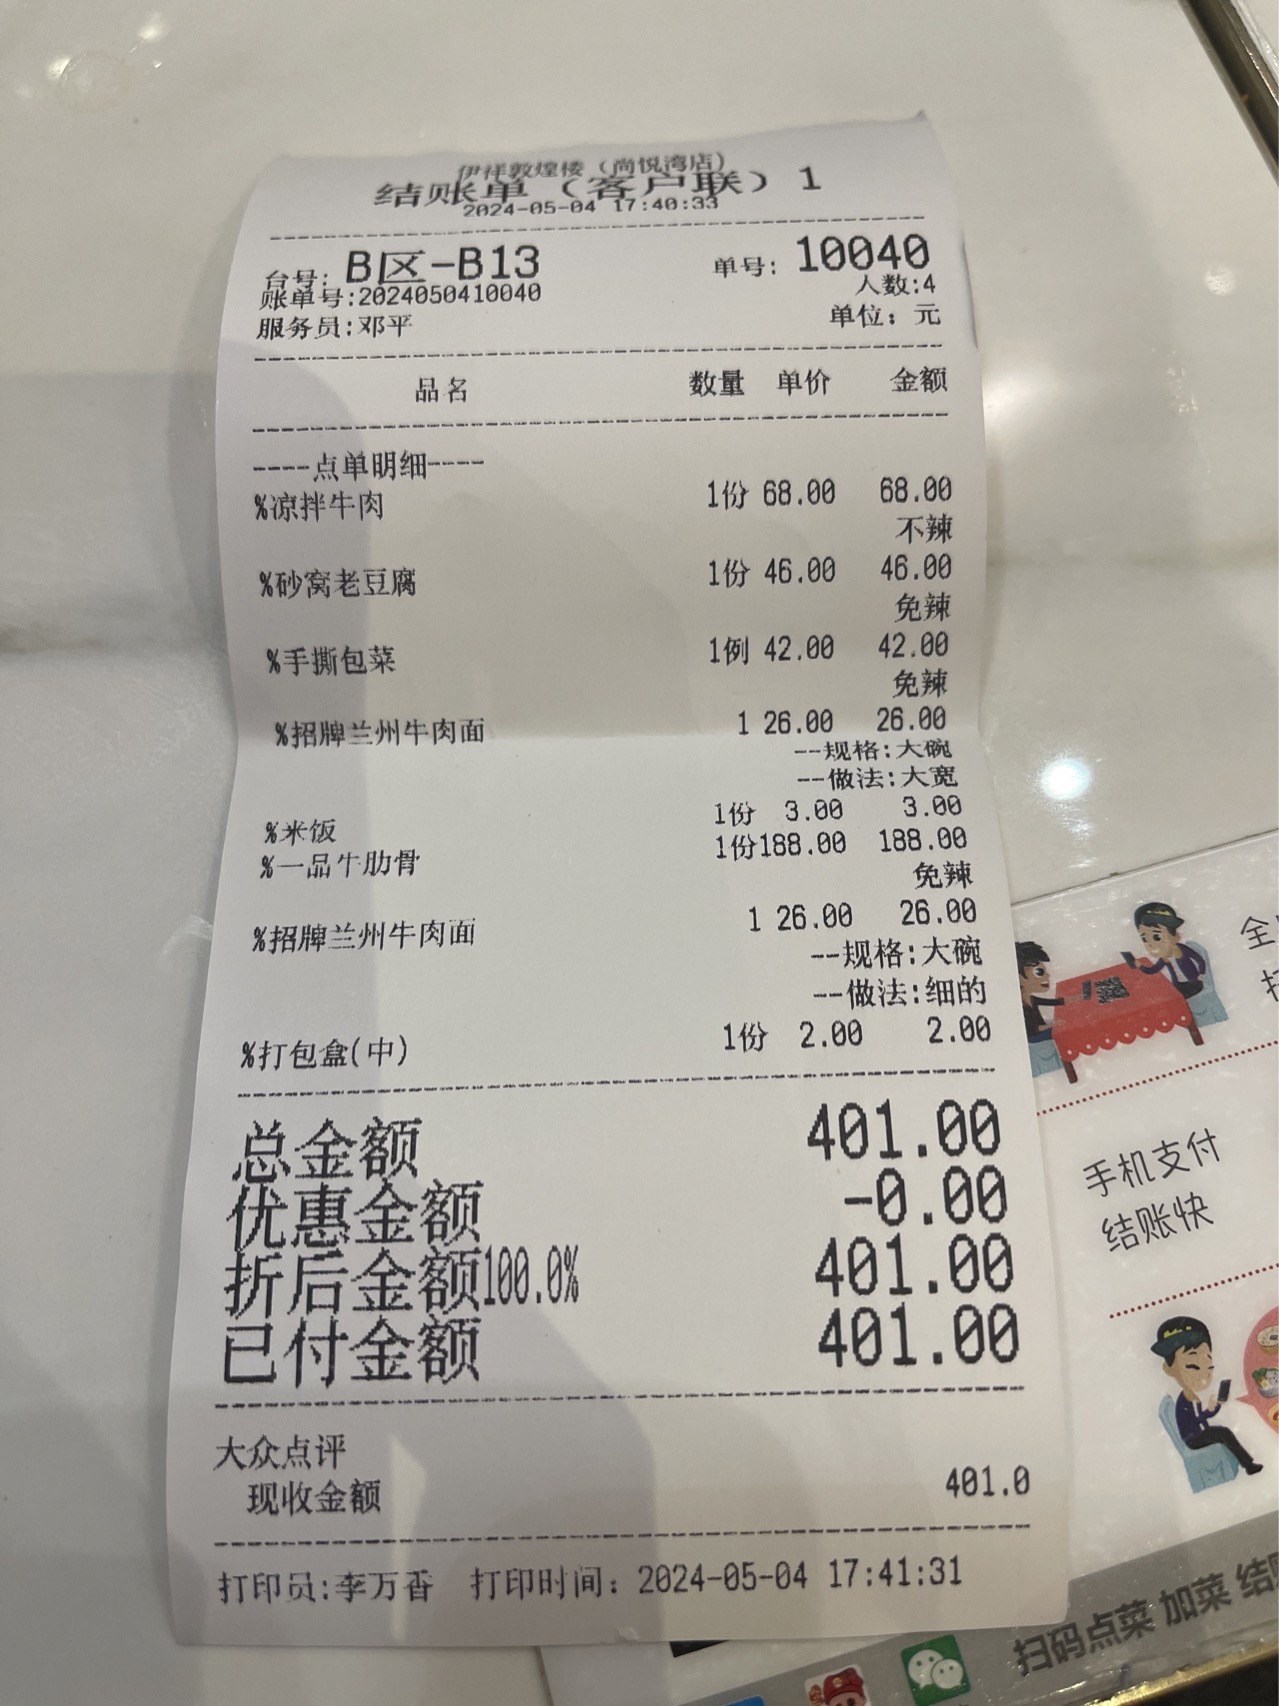 伊祥敦煌楼（尚悦湾店）
结账单（客户联）1
2024-05-04 17:40:33
台号: B区-B13 单号: 10040
账单号:2024050410040 人数:4
服务员:邓平 单位: 元
品名 数量 单价 金额
----点单明细----
%凉拌牛肉 1份 68.00 68.00
不辣
%砂窝老豆腐 1份 46.00 46.00
免辣
%手撕包菜 1例 42.00 42.00
免辣
%招牌兰州牛肉面 1 26.00 26.00
--规格:大碗
--做法:大宽
%米饭 1份 3.00 3.00
%一品牛肋骨 1份188.00 188.00
免辣
%招牌兰州牛肉面 1 26.00 26.00
--规格:大碗
--做法:细的
%打包盒(中) 1份 2.00 2.00
总金额 401.00
优惠金额 -0.00
折后金额100.0% 401.00
已付金额 401.00
大众点评
现收金额 401.0
打印员:李万香 打印时间: 2024-05-04 17:41:31
手机支付
结账快
扫码点菜 加菜 结